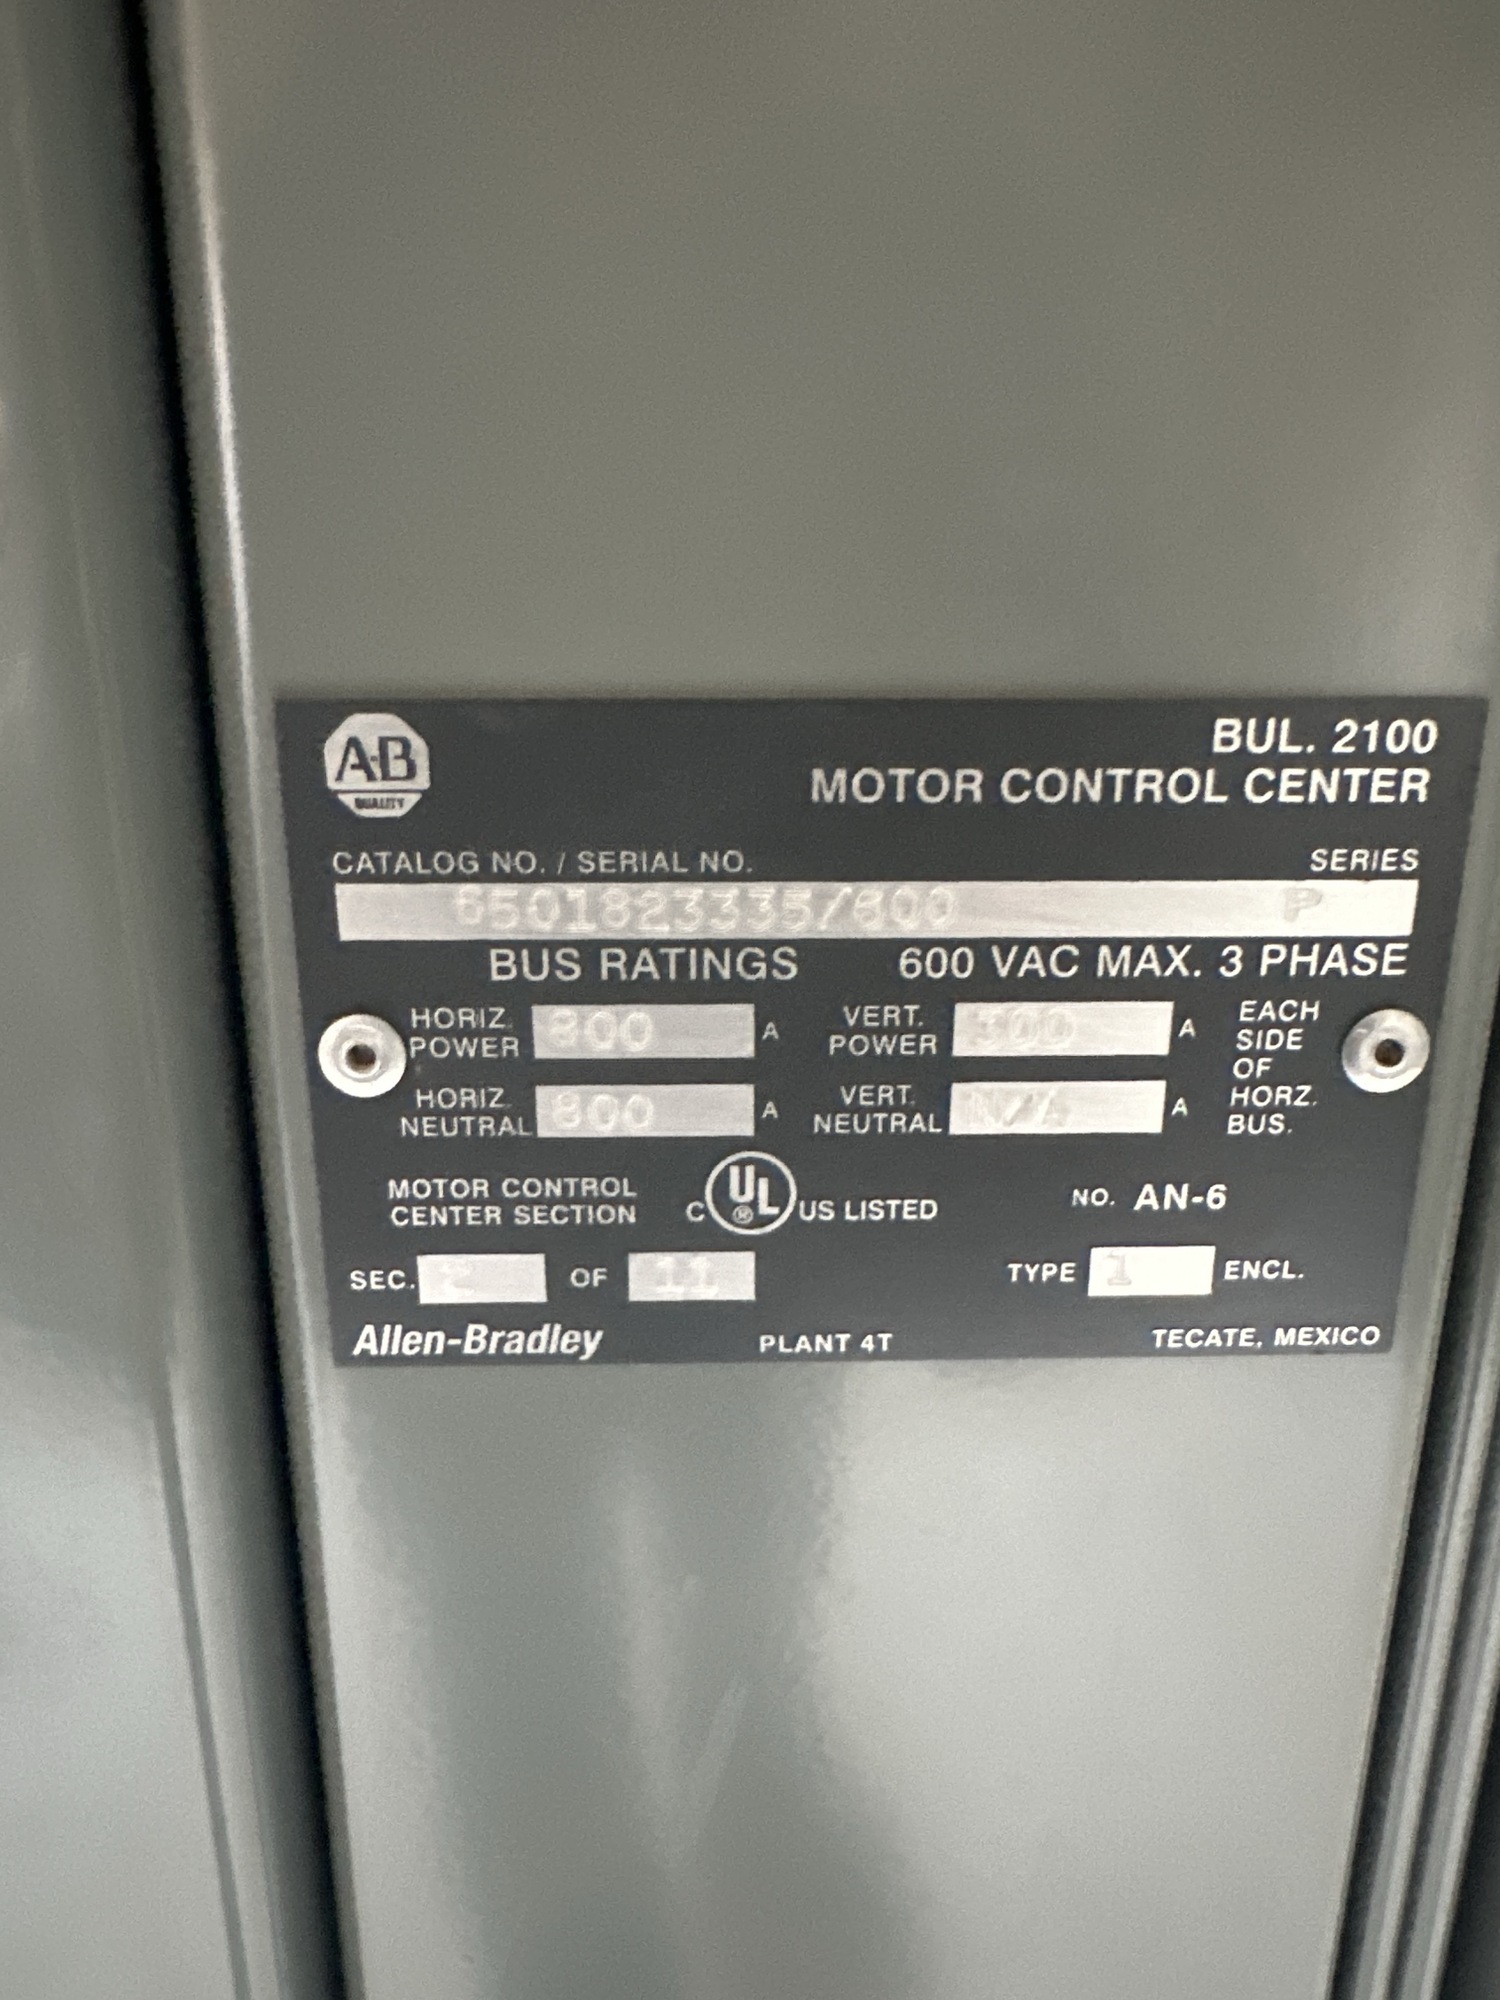 A-B
QUALITY
BUL. 2100
MOTOR CONTROL CENTER
CATALOG NO. / SERIAL NO.
SERIES
6501823335/800
P
BUS RATINGS 600 VAC MAX. 3 PHASE
HORIZ. POWER 800 A
VERT. POWER 300 A
HORIZ. NEUTRAL 800 A
VERT. NEUTRAL N/A A
EACH
SIDE
OF
HORZ.
BUS.
MOTOR CONTROL
CENTER SECTION
C UL ® US LISTED
NO. AN-6
SEC. 2 OF 11
TYPE 1 ENCL.
Allen-Bradley PLANT 4T TECATE, MEXICO